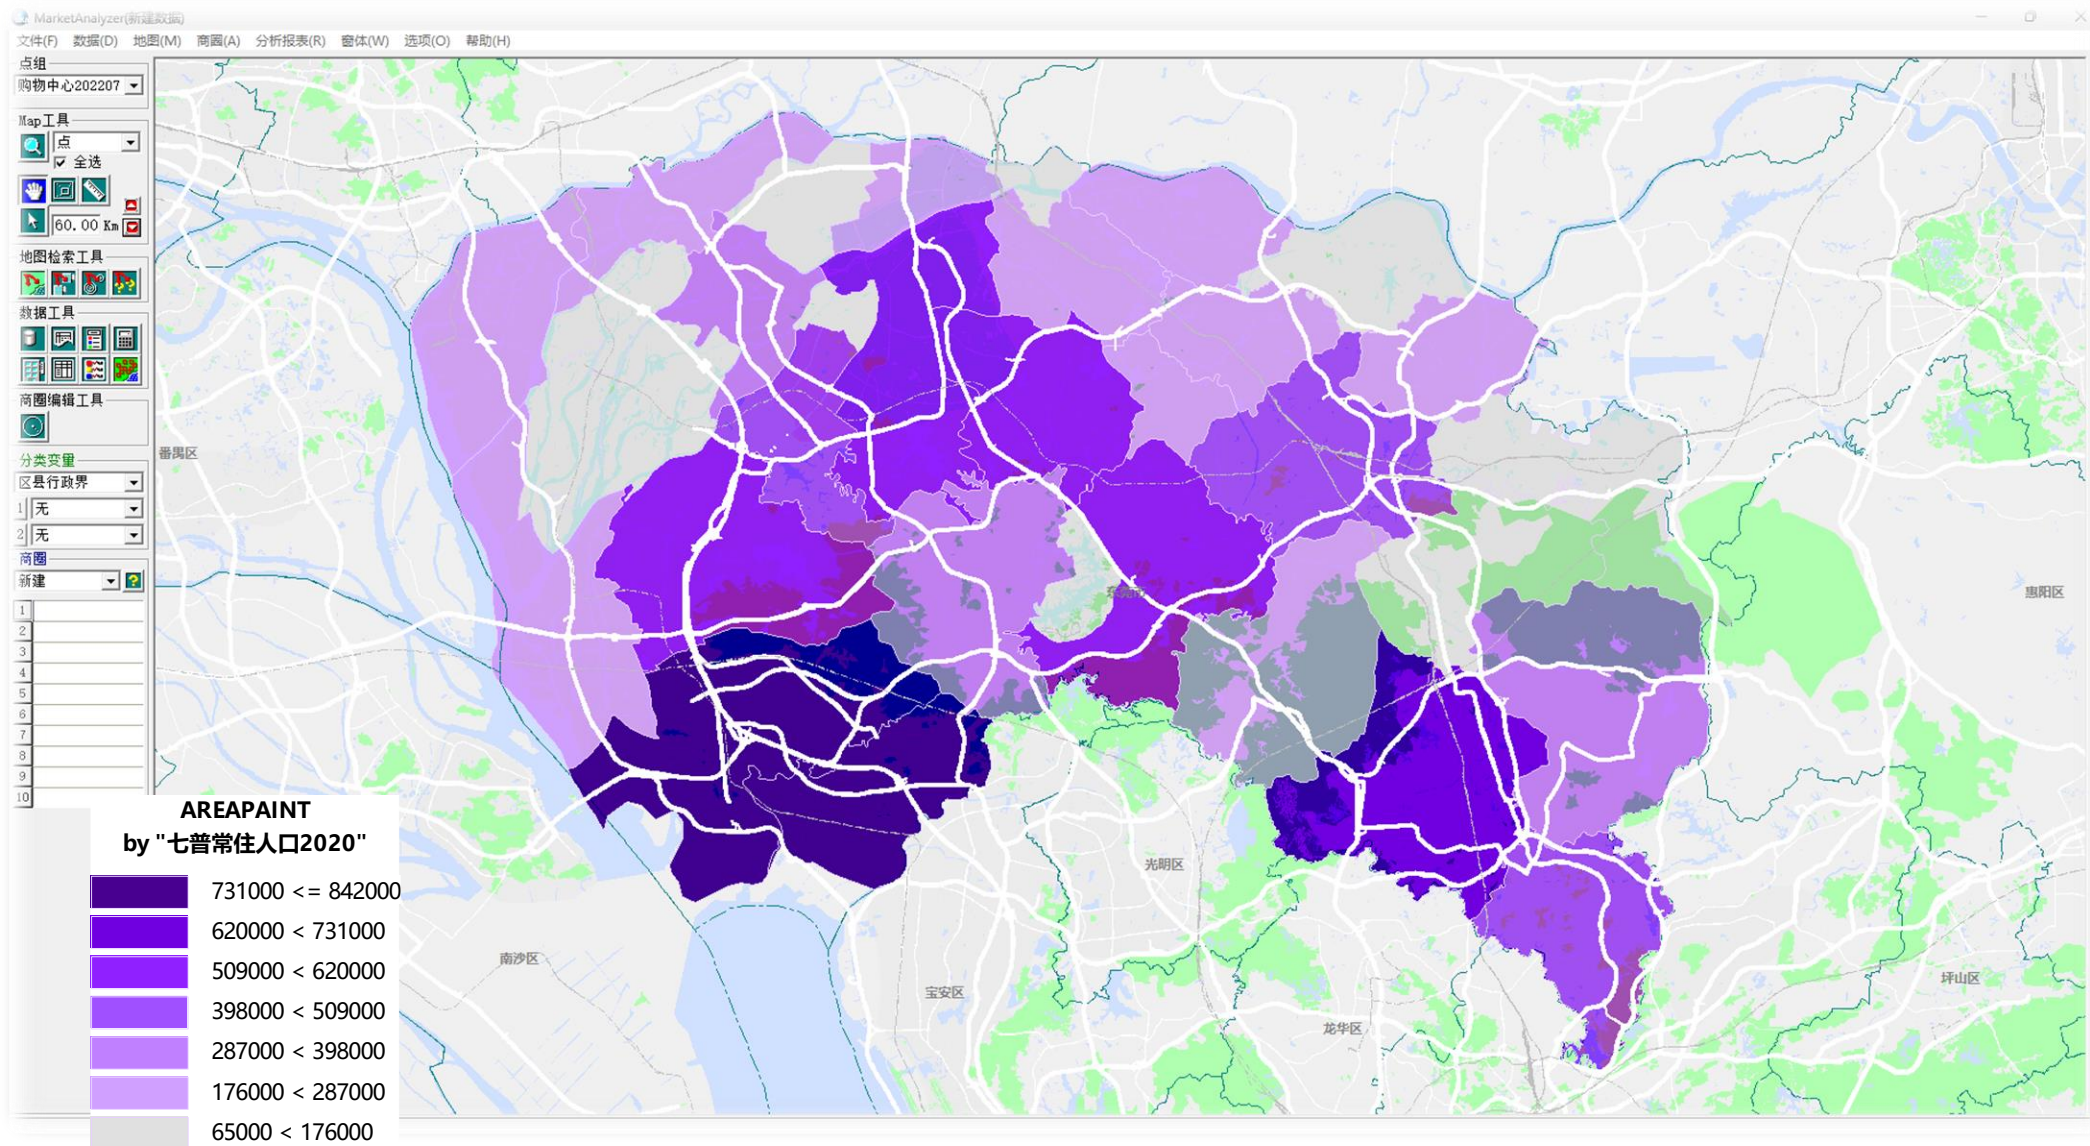 MarketAnalyzer(新建数据)
文件(F) 数据(D) 地图(M) 商圈(A) 分析报表(R) 窗体(W) 选项(O) 帮助(H)
点组
购物中心202207
Map工具
点
全选
60.00 Km
地图检索工具
数据工具
商圈编辑工具
分类变量
区县行政界
1 无
2 无
商圈
新建
1
2
3
4
5
6
7
8
9
10
AREAPAINT
by "七普常住人口2020"
731000 <= 842000
620000 < 731000
509000 < 620000
398000 < 509000
287000 < 398000
176000 < 287000
65000 < 176000
番禺区
惠阳区
光明区
南沙区
宝安区
龙华区
坪山区